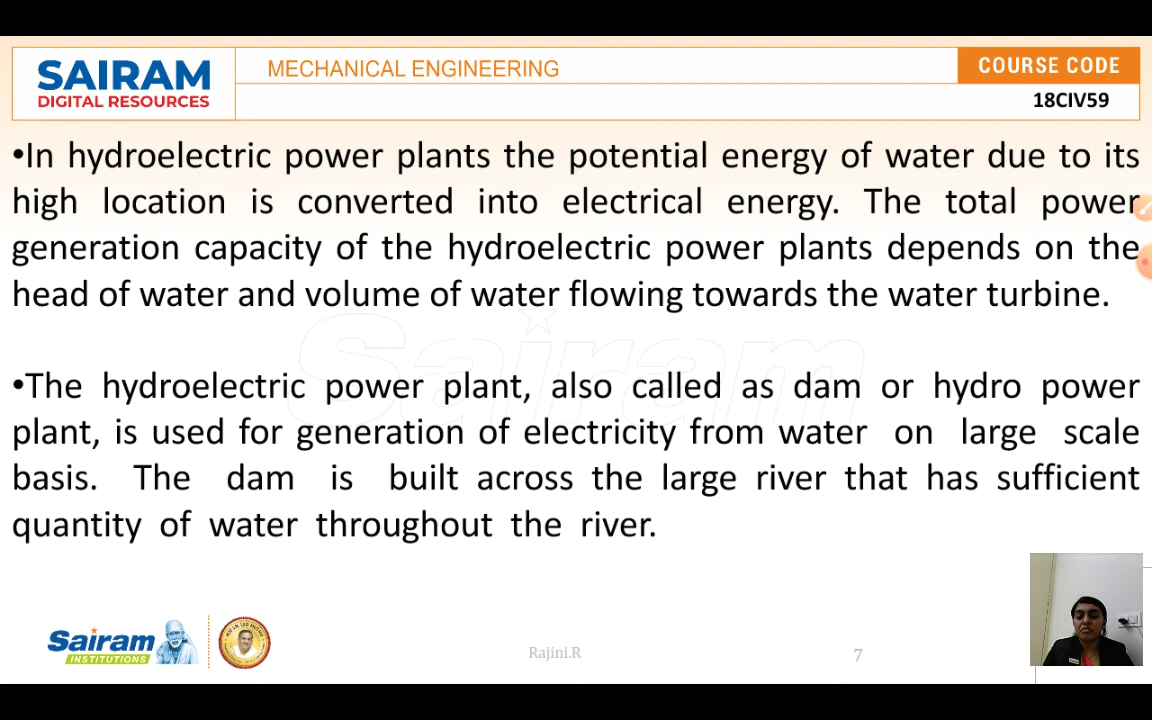 SAIRAM
DIGITAL RESOURCES
MECHANICAL ENGINEERING
COURSE CODE
18CIV59
•In hydroelectric power plants the potential energy of water due to its
high location is converted into electrical energy. The total power
generation capacity of the hydroelectric power plants depends on the
head of water and volume of water flowing towards the water turbine.
Sairam
•The hydroelectric power plant, also called as dam or hydro power
plant, is used for generation of electricity from water on large scale
basis. The dam is built across the large river that has sufficient
quantity of water throughout the river.
Sairam
INSTITUTIONS
Rajini.R
7